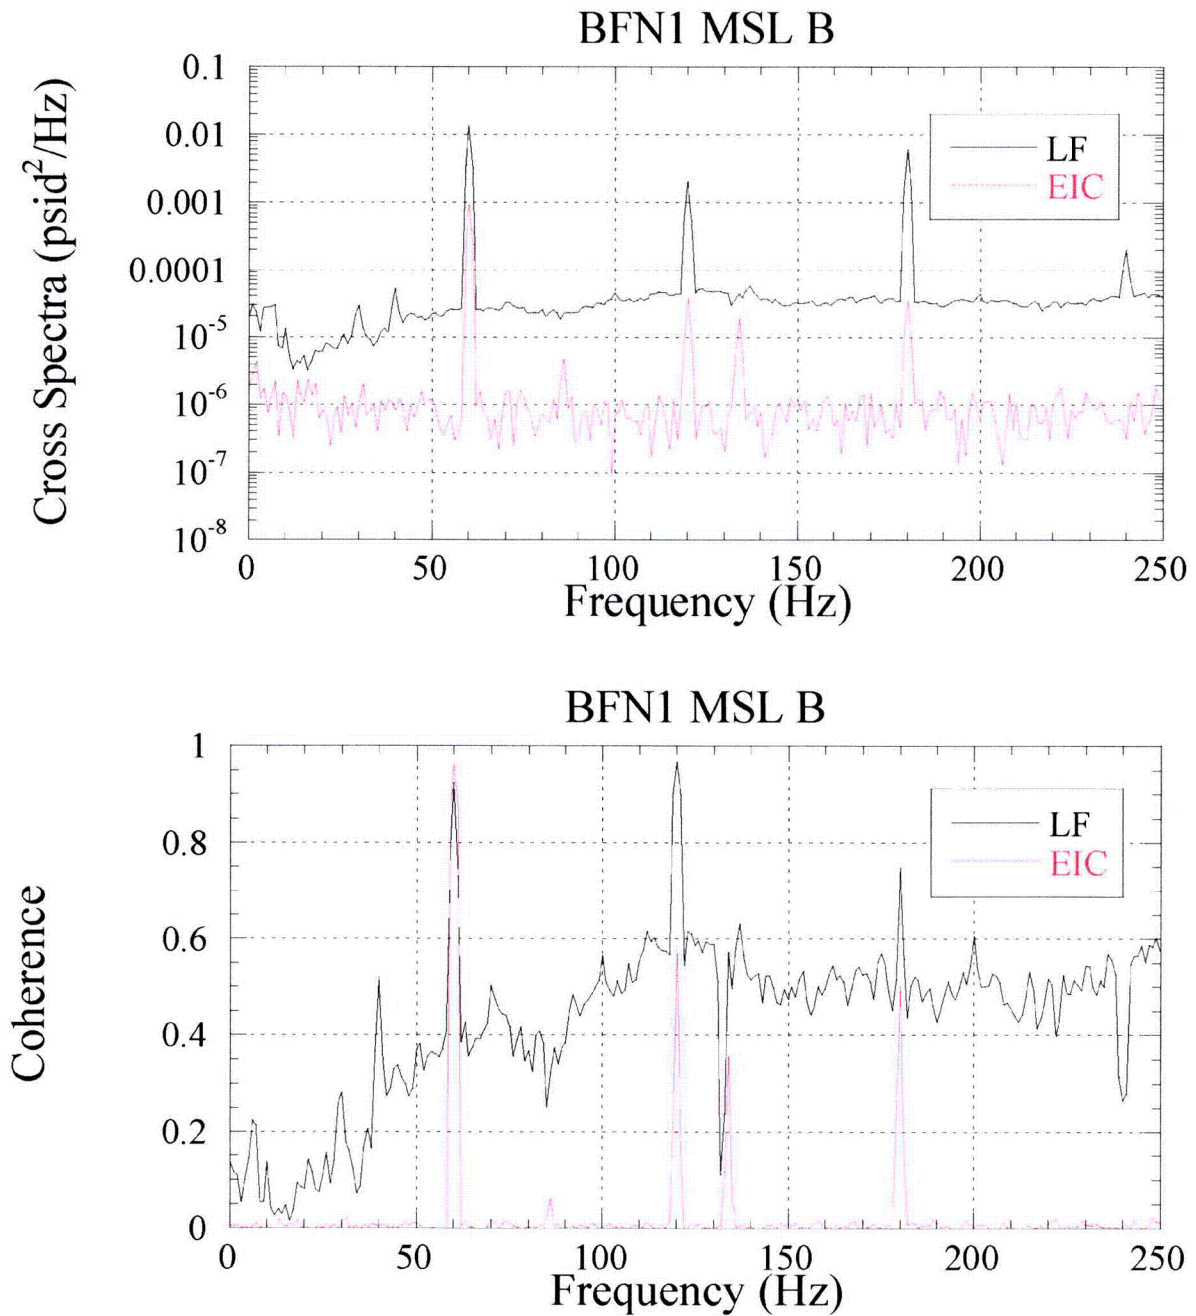 BFN1 MSL B
0.1
0.01
0.001
0.0001
10⁻⁵
10⁻⁶
10⁻⁷
10⁻⁸
Cross Spectra (psid²/Hz)
LF
EIC
0 50 100 150 200 250
Frequency (Hz)
BFN1 MSL B
1
0.8
0.6
0.4
0.2
0
Coherence
LF
EIC
0 50 100 150 200 250
Frequency (Hz)